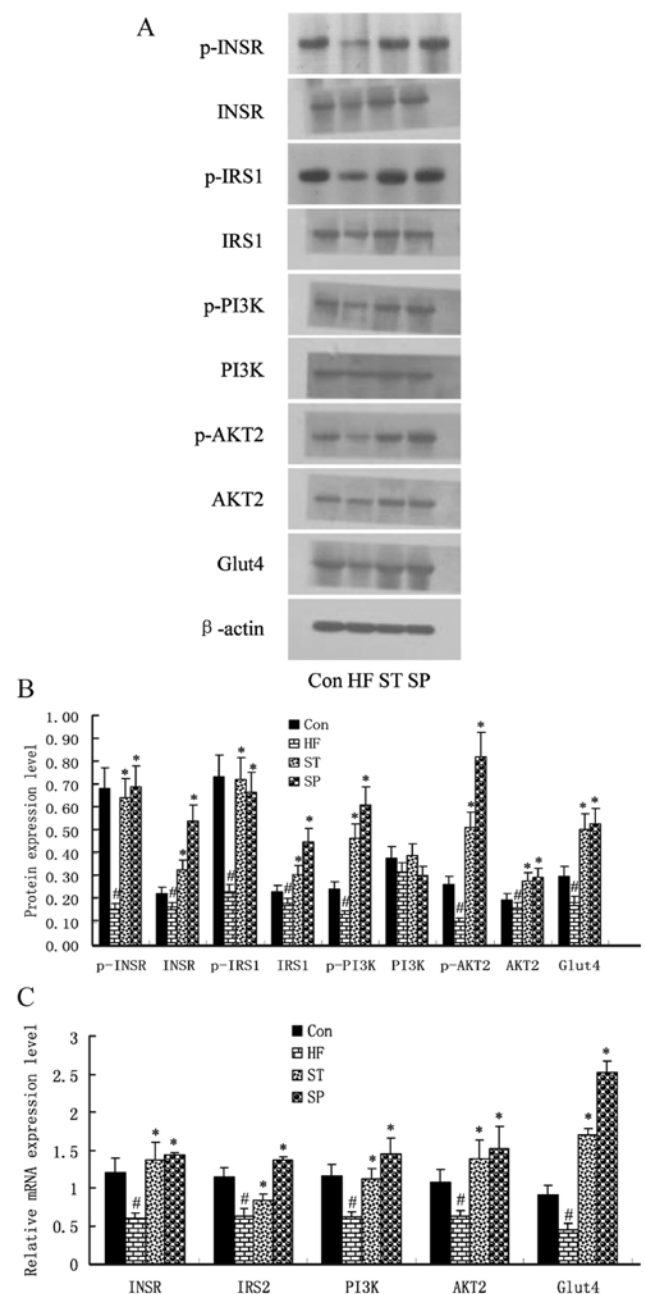 A
p-INSR
INSR
p-IRS1
IRS1
p-PI3K
PI3K
p-AKT2
AKT2
Glut4
β-actin
Con HF ST SP
B
Protein expression level
1.00
0.90
0.80
0.70
0.60
0.50
0.40
0.30
0.20
0.10
0.00
Con
HF
ST
SP
# * * # * * # * * # * * # * * # * * # * * # * *
p-INSR INSR p-IRS1 IRS1 p-PI3K PI3K p-AKT2 AKT2 Glut4
C
Relative mRNA expression level
3
2.5
2
1.5
1
0.5
0
Con
HF
ST
SP
# * * # * * # * * # * * # * *
INSR IRS2 PI3K AKT2 Glut4